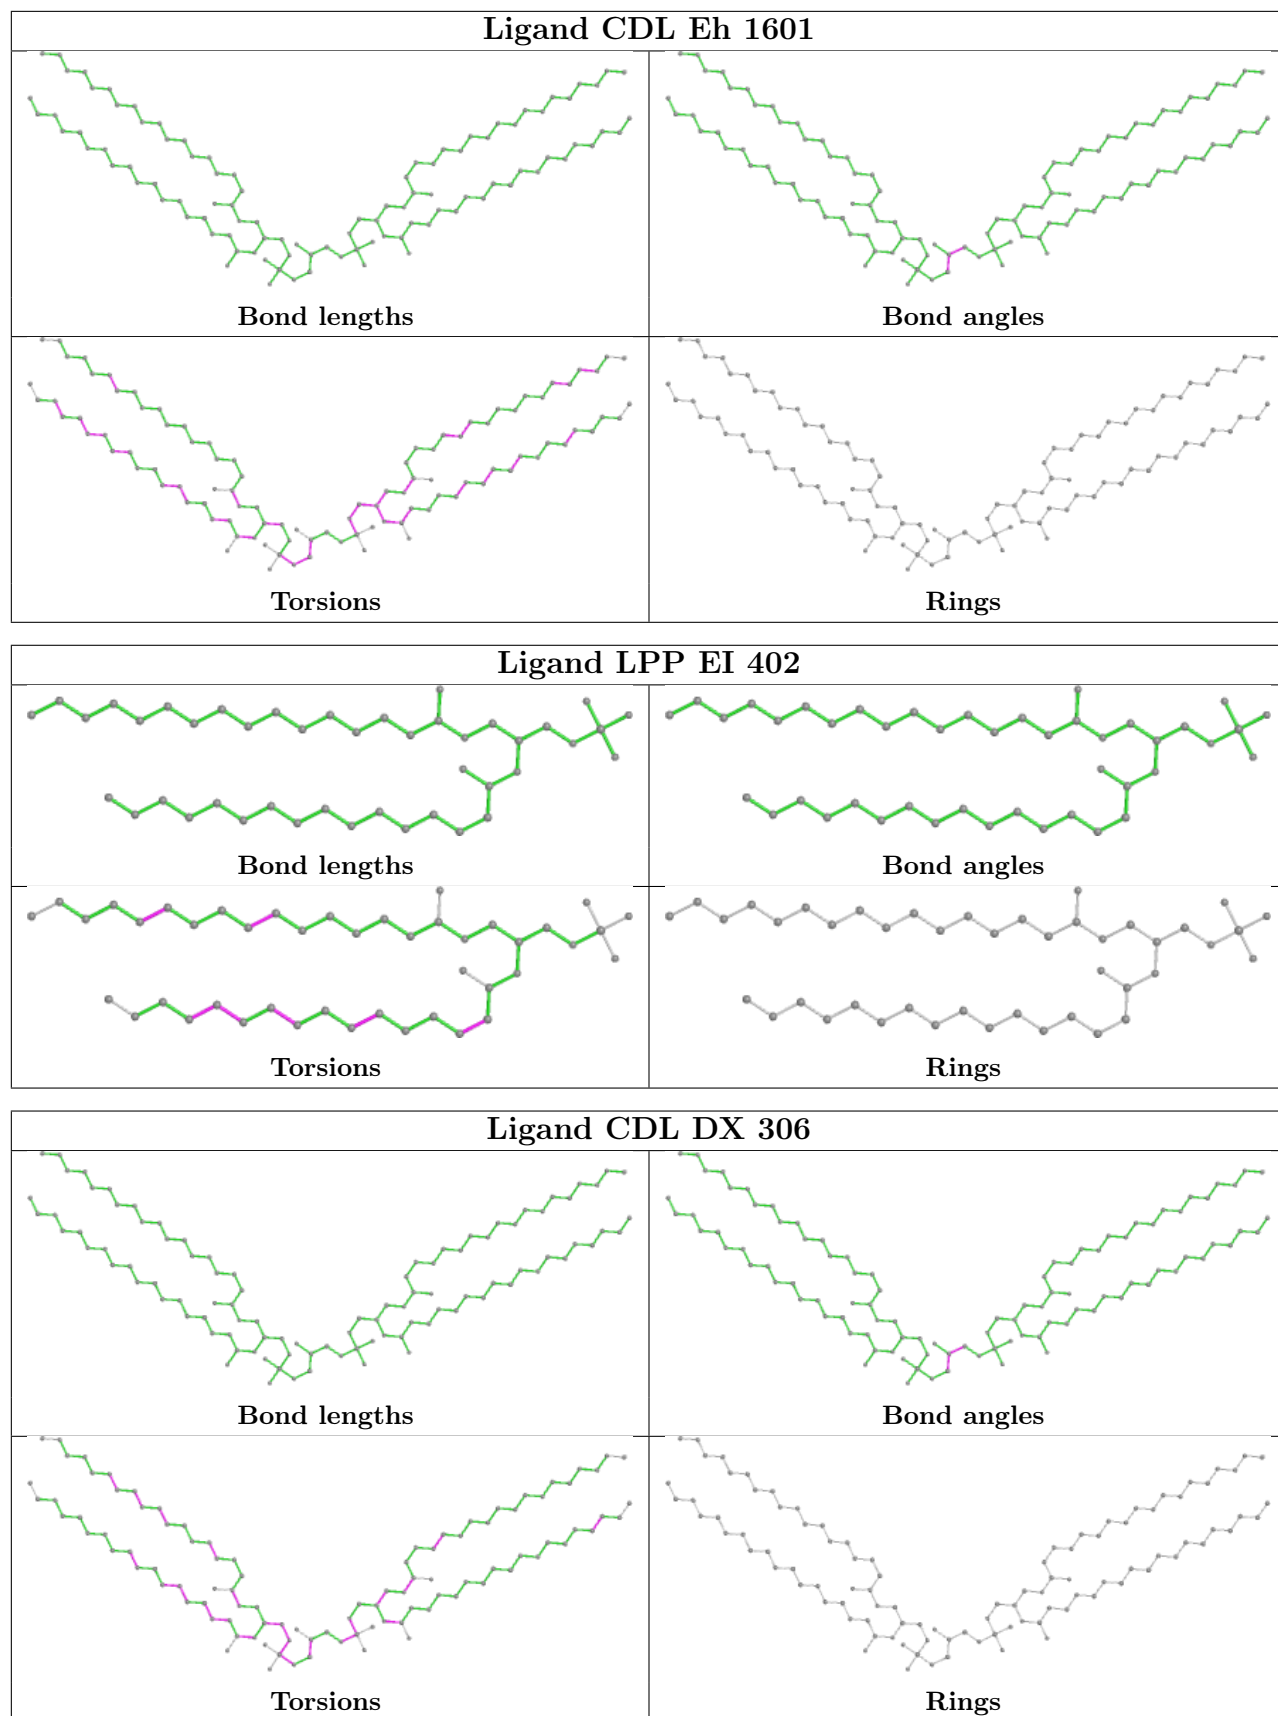 Ligand CDL Eh 1601
Bond lengths
Bond angles
Torsions
Rings
Ligand LPP EI 402
Bond lengths
Bond angles
Torsions
Rings
Ligand CDL DX 306
Bond lengths
Bond angles
Torsions
Rings